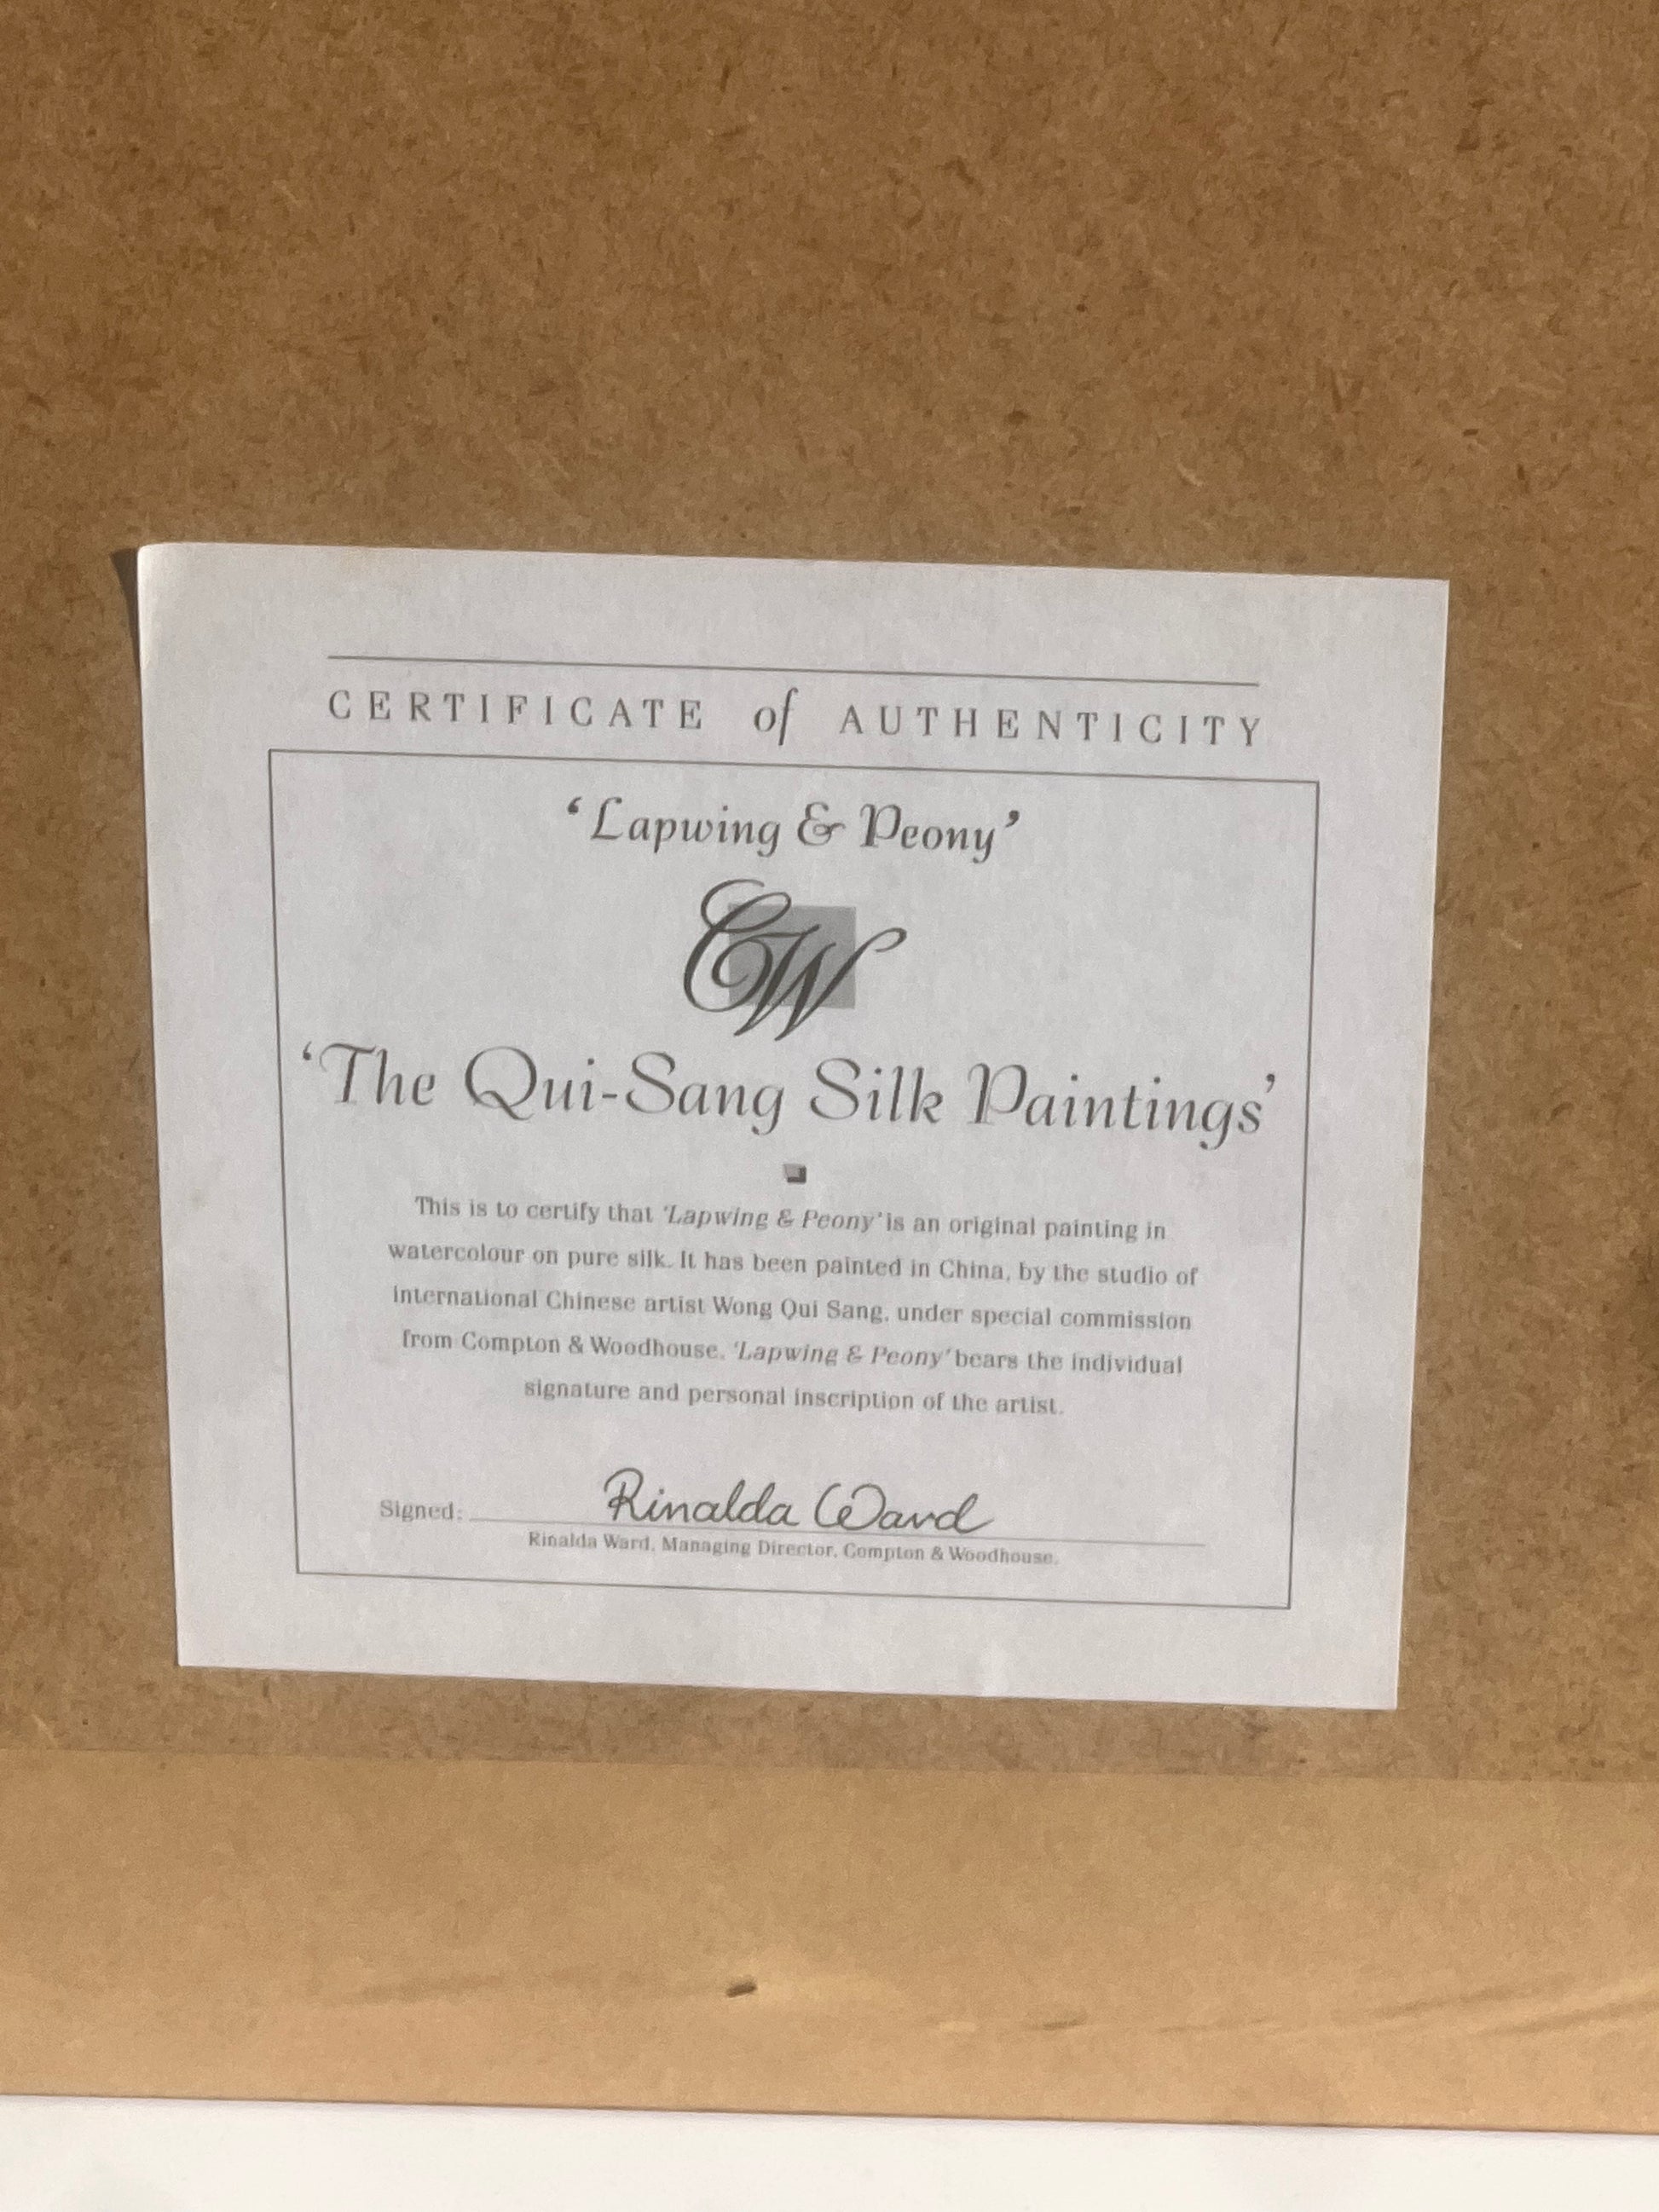 CERTIFICATE of AUTHENTICITY
‘Lapwing & Peony’
CW
‘The Qui-Sang Silk Paintings’
This is to certify that ‘Lapwing & Peony’ is an original painting in
watercolour on pure silk. It has been painted in China, by the studio of
international Chinese artist Wong Qui Sang, under special commission
from Compton & Woodhouse. ‘Lapwing & Peony’ bears the individual
signature and personal inscription of the artist.
Signed: Rinalda Ward
Rinalda Ward, Managing Director, Compton & Woodhouse.